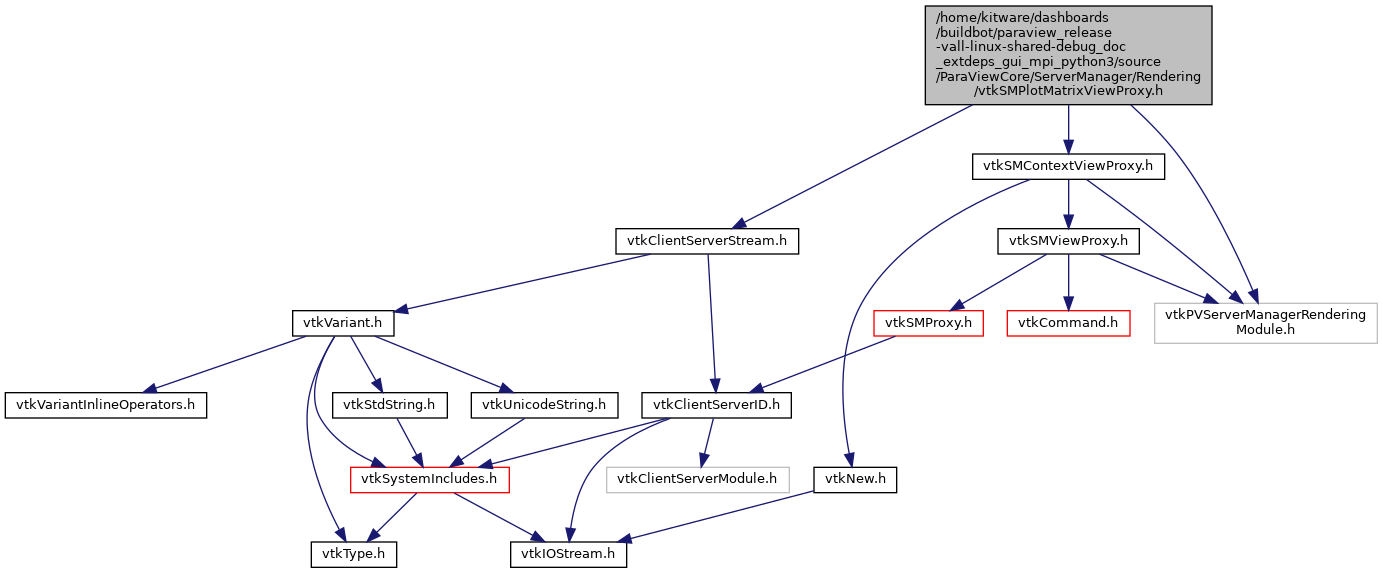 /home/kitware/dashboards
/buildbot/paraview_release
-vall-linux-shared-debug_doc
_extdeps_gui_mpi_python3/source
/ParaViewCore/ServerManager/Rendering
/vtkSMPlotMatrixViewProxy.h
vtkSMContextViewProxy.h
vtkClientServerStream.h
vtkSMViewProxy.h
vtkVariant.h
vtkSMProxy.h
vtkCommand.h
vtkPVServerManagerRendering
Module.h
vtkVariantInlineOperators.h
vtkStdString.h
vtkUnicodeString.h
vtkClientServerID.h
vtkSystemIncludes.h
vtkClientServerModule.h
vtkNew.h
vtkType.h
vtkIOStream.h